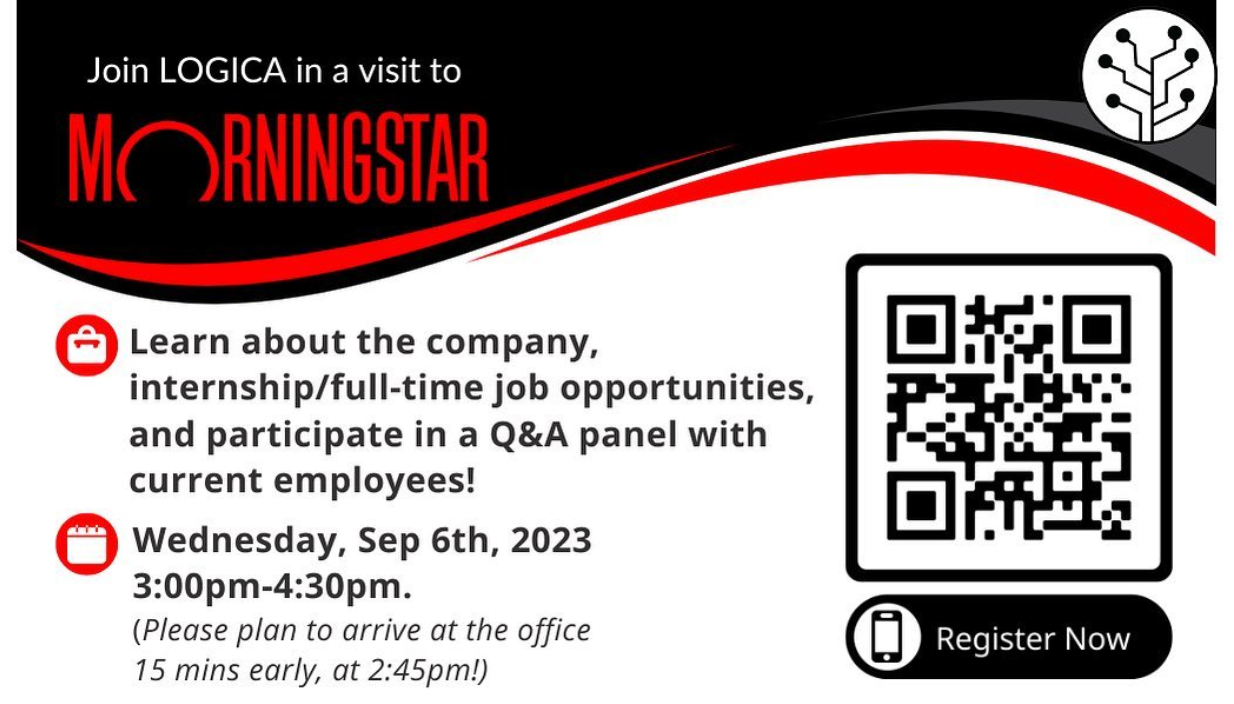 Join LOGICA in a visit to
MORNINGSTAR
Learn about the company,
internship/full-time job opportunities,
and participate in a Q&A panel with
current employees!
Wednesday, Sep 6th, 2023
3:00pm-4:30pm.
(Please plan to arrive at the office
15 mins early, at 2:45pm!)
Register Now